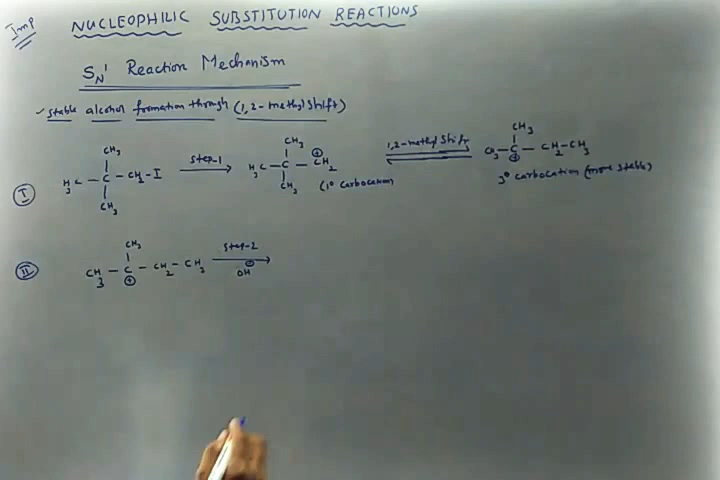 Imp NUCLEOPHILIC SUBSTITUTION REACTIONS
SN1 Reaction Mechanism
✓ stable alcohol formation through (1,2-methyl shift)
CH3 CH3 CH3
(I) H3C — C — CH2-I step-1 H3C — C — CH2 ⊕ 1,2-methyl shift C3 — C — CH2-CH3 ⊕
CH3 CH3 (1° carbocation) 3° carbocation (more stable)
CH3
(II) CH3 — C — CH2 — CH3 ⊕ step-2 OH⊖